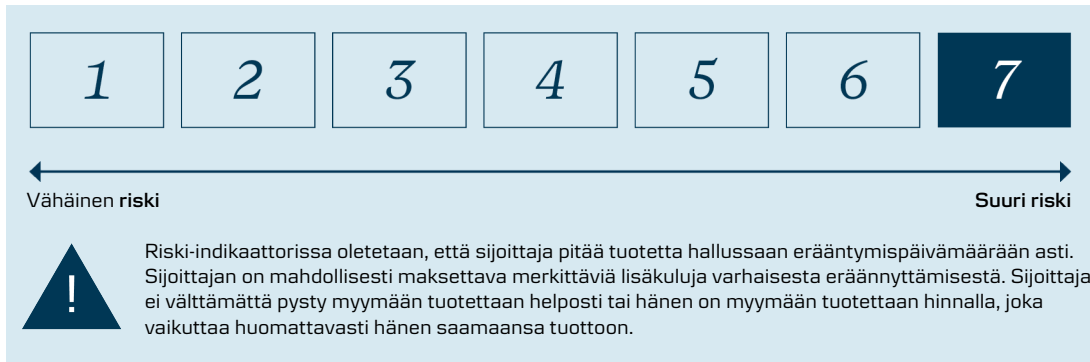 1 2 3 4 5 6 7
Vähäinen riski Suuri riski
!
Riski-indikaattorissa oletetaan, että sijoittaja pitää tuotetta hallussaan erääntymispäivämäärään asti.
Sijoittajan on mahdollisesti maksettava merkittäviä lisäkuluja varhaisesta eräännyttämisestä. Sijoittaja
ei välttämättä pysty myymään tuotettaan helposti tai hänen on myymään tuotettaan hinnalla, joka
vaikuttaa huomattavasti hänen saamaansa tuottoon.